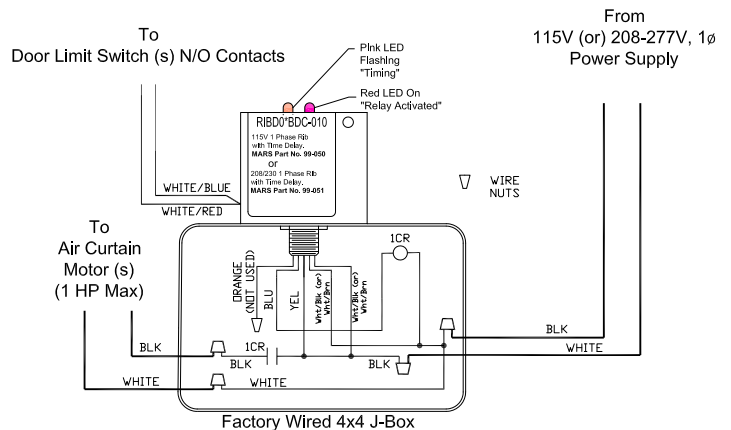 To
Door Limit Switch (s) N/O Contacts
Pink LED
Flashing
"Timing"
Red LED On
"Relay Activated"
From
115V (or) 208-277V, 1ø
Power Supply
RIBD0*BDC-010
115V 1 Phase Rib
with Time Delay.
MARS Part No. 99-050
or
208/230 1 Phase Rib
with Time Delay.
MARS Part No. 99-051
WHITE/BLUE
WHITE/RED
WIRE
NUTS
To
Air Curtain
Motor (s)
(1 HP Max)
ORANGE
(NOT USED)
BLU
YEL
Wht/Blk (or)
Wht/Brn
Wht/Blk (or)
Wht/Brn
1CR
BLK
WHITE
BLK
1CR
BLK
BLK
WHITE
WHITE
Factory Wired 4x4 J-Box